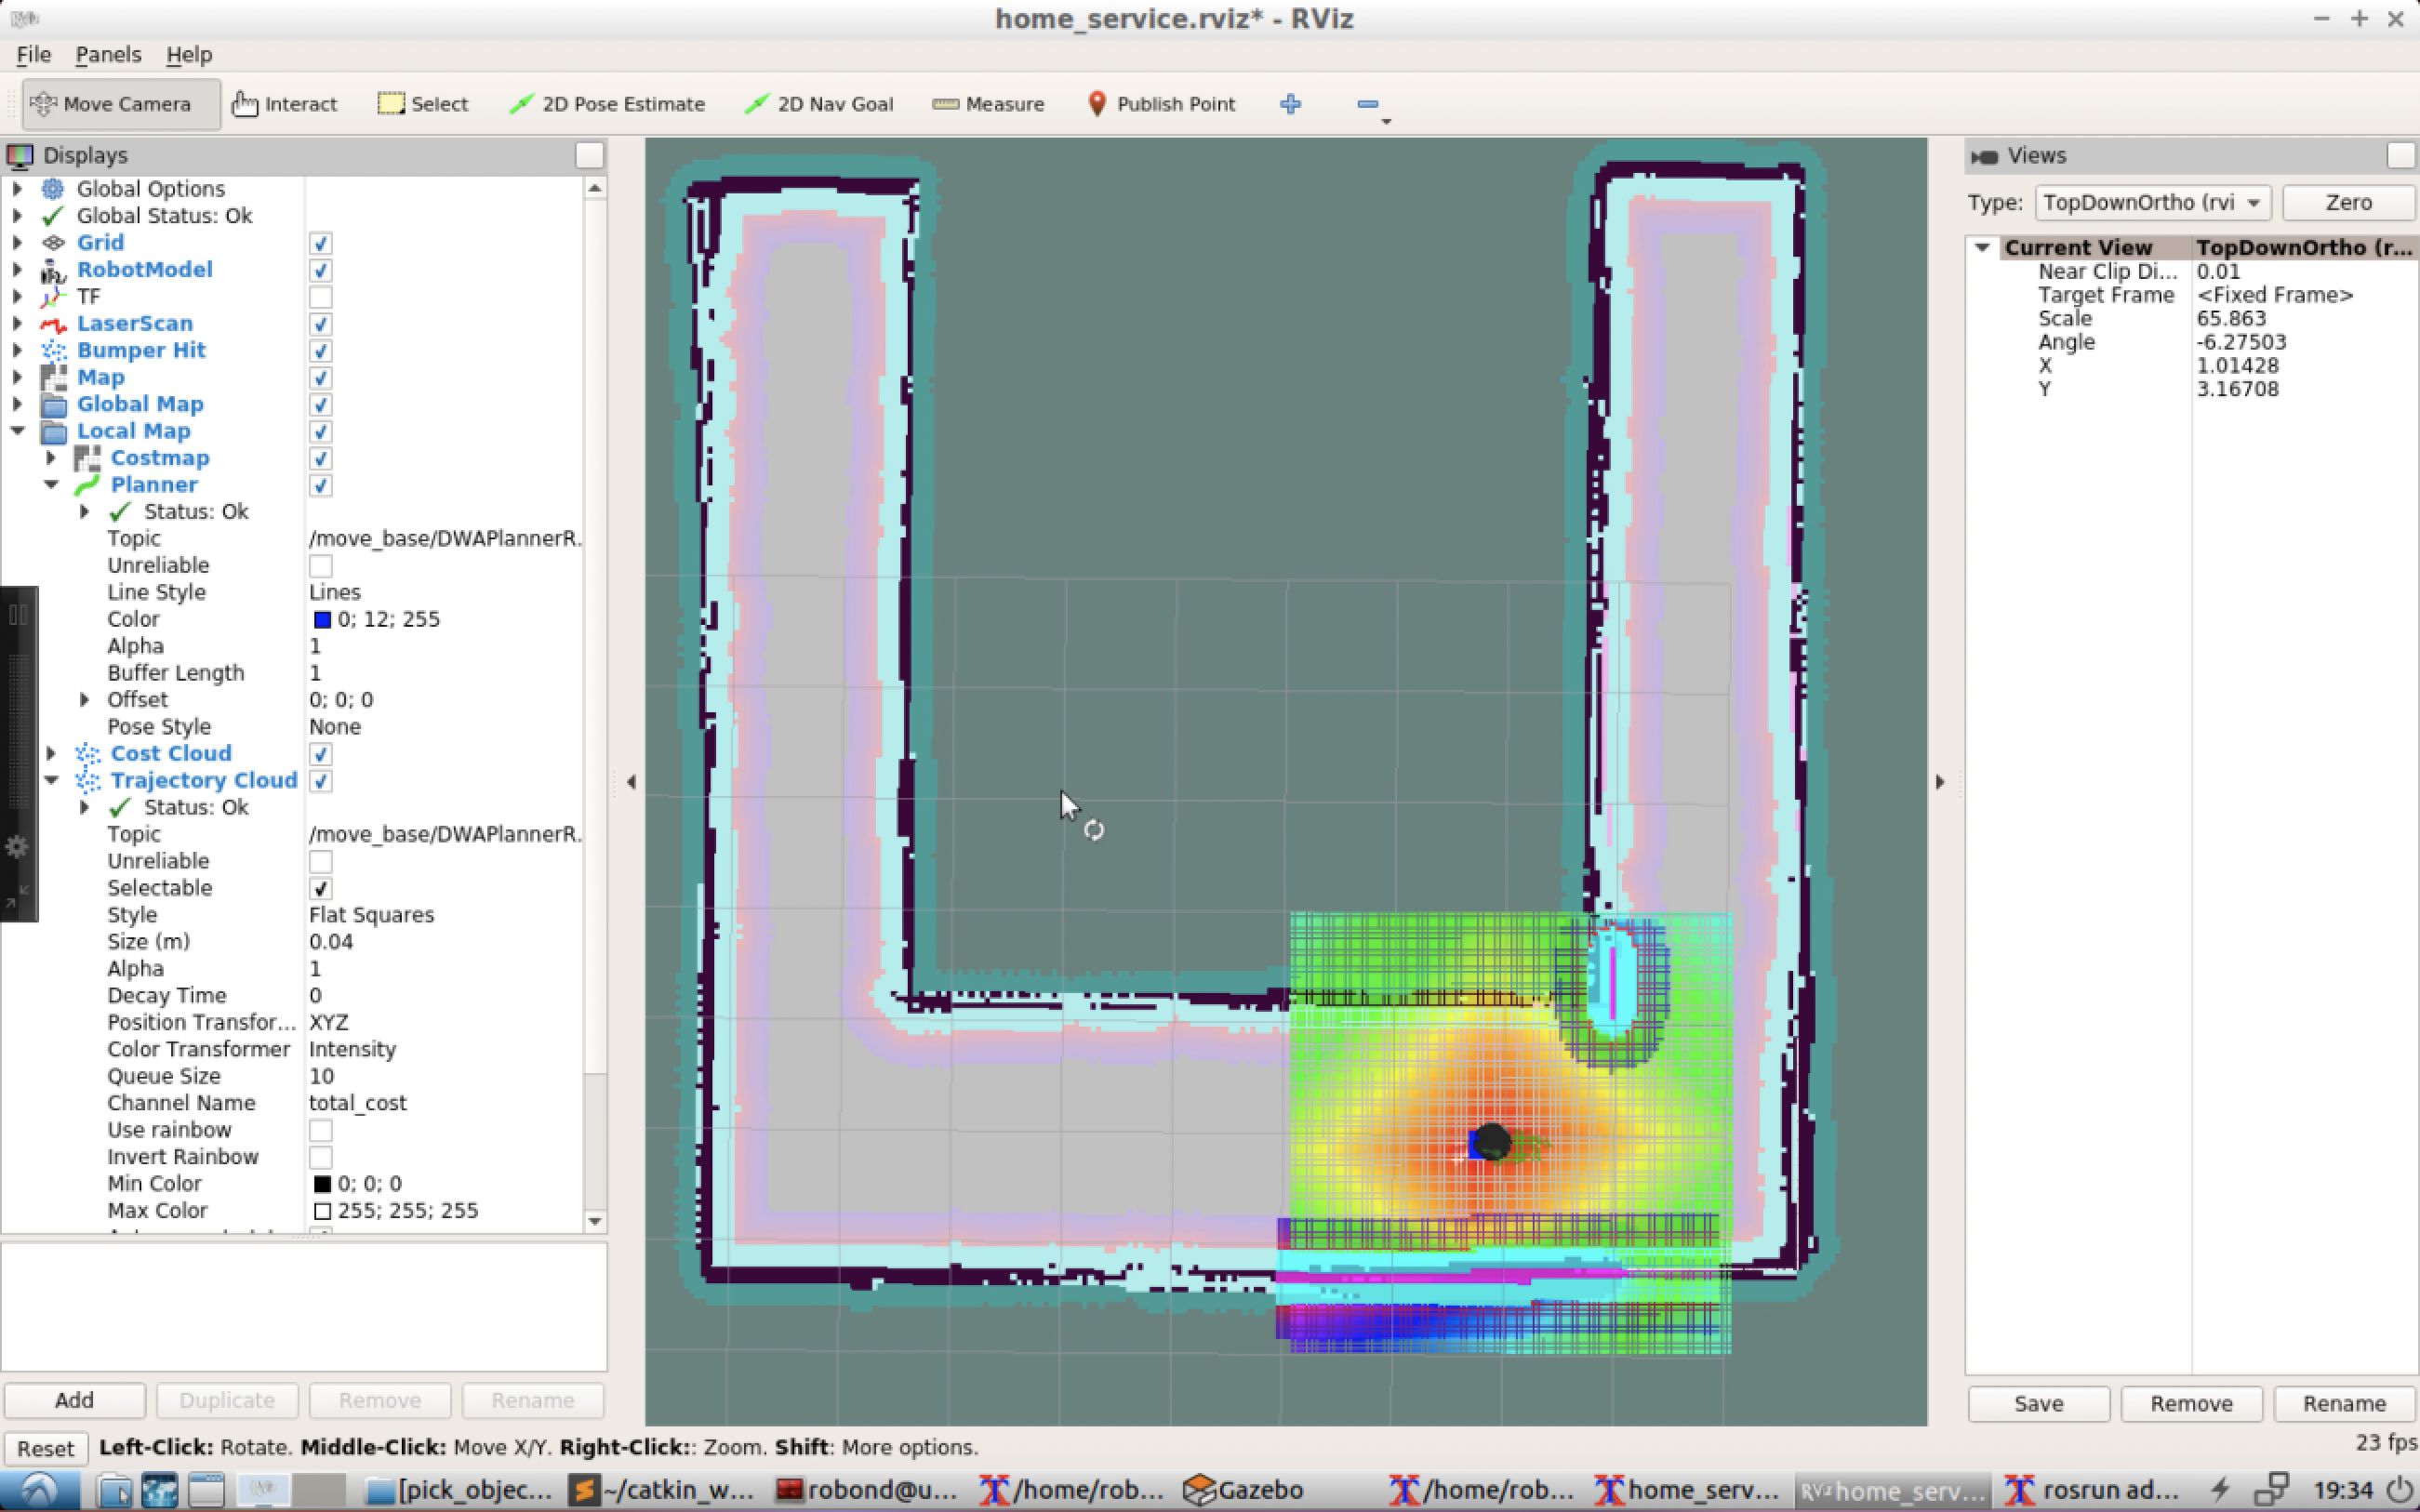 home_service.rviz* - RViz
File Panels Help
Move Camera Interact Select 2D Pose Estimate 2D Nav Goal Measure Publish Point
Displays
Global Options
Global Status: Ok
Grid
RobotModel
TF
LaserScan
Bumper Hit
Map
Global Map
Local Map
Costmap
Planner
Status: Ok
Topic /move_base/DWAPlannerR.
Unreliable
Line Style Lines
Color 0; 12; 255
Alpha 1
Buffer Length 1
Offset 0; 0; 0
Pose Style None
Cost Cloud
Trajectory Cloud
Status: Ok
Topic /move_base/DWAPlannerR.
Unreliable
Selectable
Style Flat Squares
Size (m) 0.04
Alpha 1
Decay Time 0
Position Transfor... XYZ
Color Transformer Intensity
Queue Size 10
Channel Name total_cost
Use rainbow
Invert Rainbow
Min Color 0; 0; 0
Max Color 255; 255; 255
Add Duplicate Remove Rename
Views
Type: TopDownOrtho (rvi Zero
Current View TopDownOrtho (r...
Near Clip Di... 0.01
Target Frame <Fixed Frame>
Scale 65.863
Angle -6.27503
X 1.01428
Y 3.16708
Save Remove Rename
Reset Left-Click: Rotate. Middle-Click: Move X/Y. Right-Click:: Zoom. Shift: More options.
23 fps
[pick_objec... ~/catkin_w... robond@u... /home/rob... Gazebo /home/rob... home_serv... home_serv... rosrun ad... 19:34